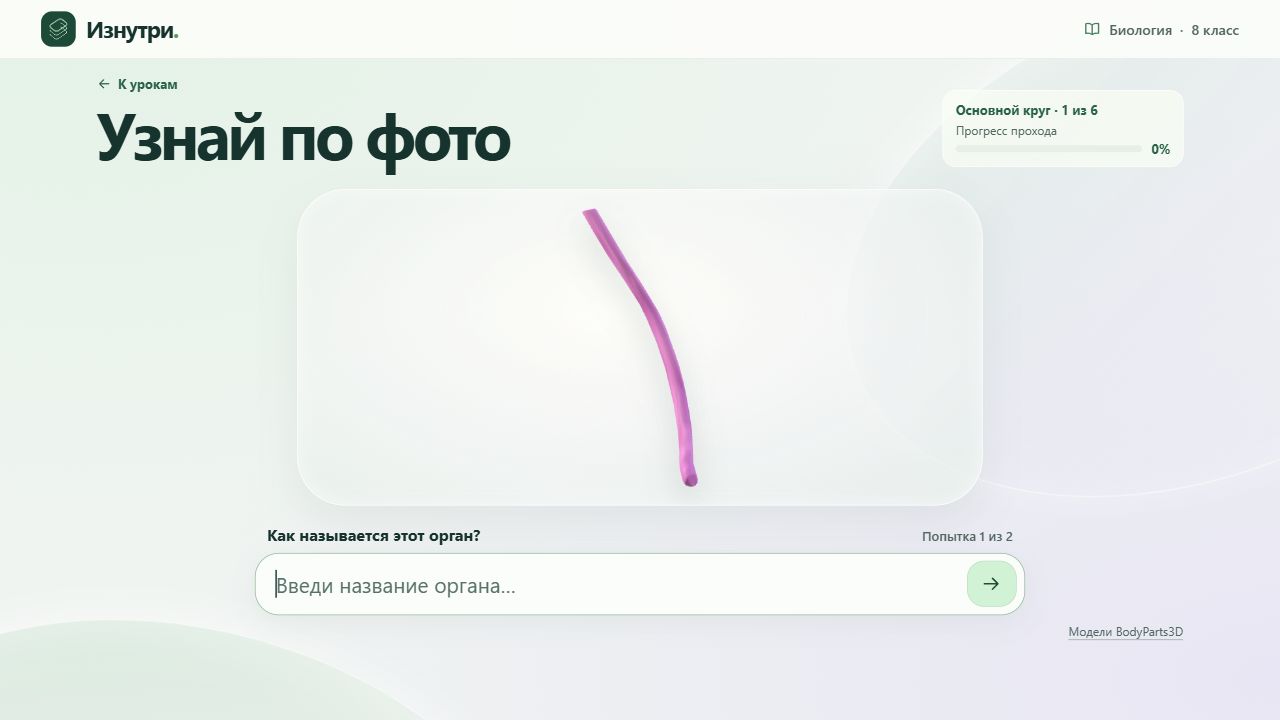 Изнутри.
Биология · 8 класс
← К урокам
Узнай по фото
Основной круг · 1 из 6
Прогресс прохода
0%
Как называется этот орган?
Попытка 1 из 2
Введи название органа...
→
Модели BodyParts3D